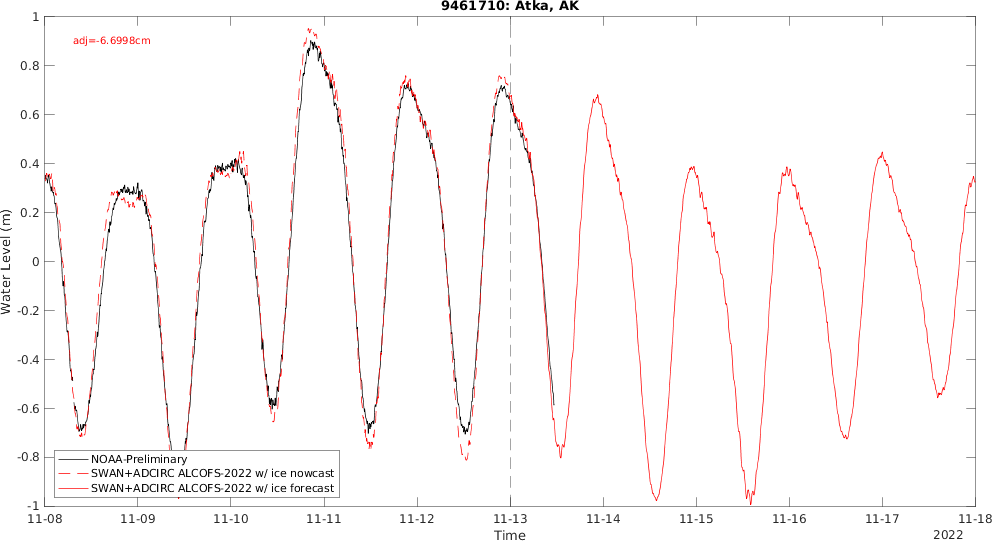 9461710: Atka, AK
adj=-6.6998cm
1
0.8
0.6
0.4
0.2
0
-0.2
-0.4
-0.6
-0.8
-1
Water Level (m)
NOAA-Preliminary
SWAN+ADCIRC ALCOFS-2022 w/ ice nowcast
SWAN+ADCIRC ALCOFS-2022 w/ ice forecast
11-08 11-09 11-10 11-11 11-12 11-13 11-14 11-15 11-16 11-17 11-18
Time
2022